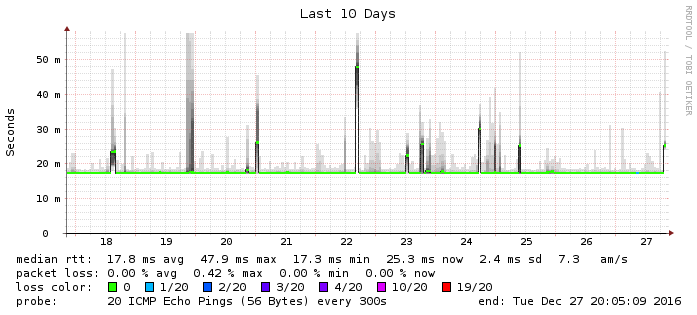 Last 10 Days
RRDTOOL / TOBI OETIKER
Seconds
50 m
40 m
30 m
20 m
10 m
0
18 19 20 21 22 23 24 25 26 27
median rtt: 17.8 ms avg 47.9 ms max 17.3 ms min 25.3 ms now 2.4 ms sd 7.3 am/s
packet loss: 0.00 % avg 0.42 % max 0.00 % min 0.00 % now
loss color: 0 1/20 2/20 3/20 4/20 10/20 19/20
probe: 20 ICMP Echo Pings (56 Bytes) every 300s end: Tue Dec 27 20:05:09 2016